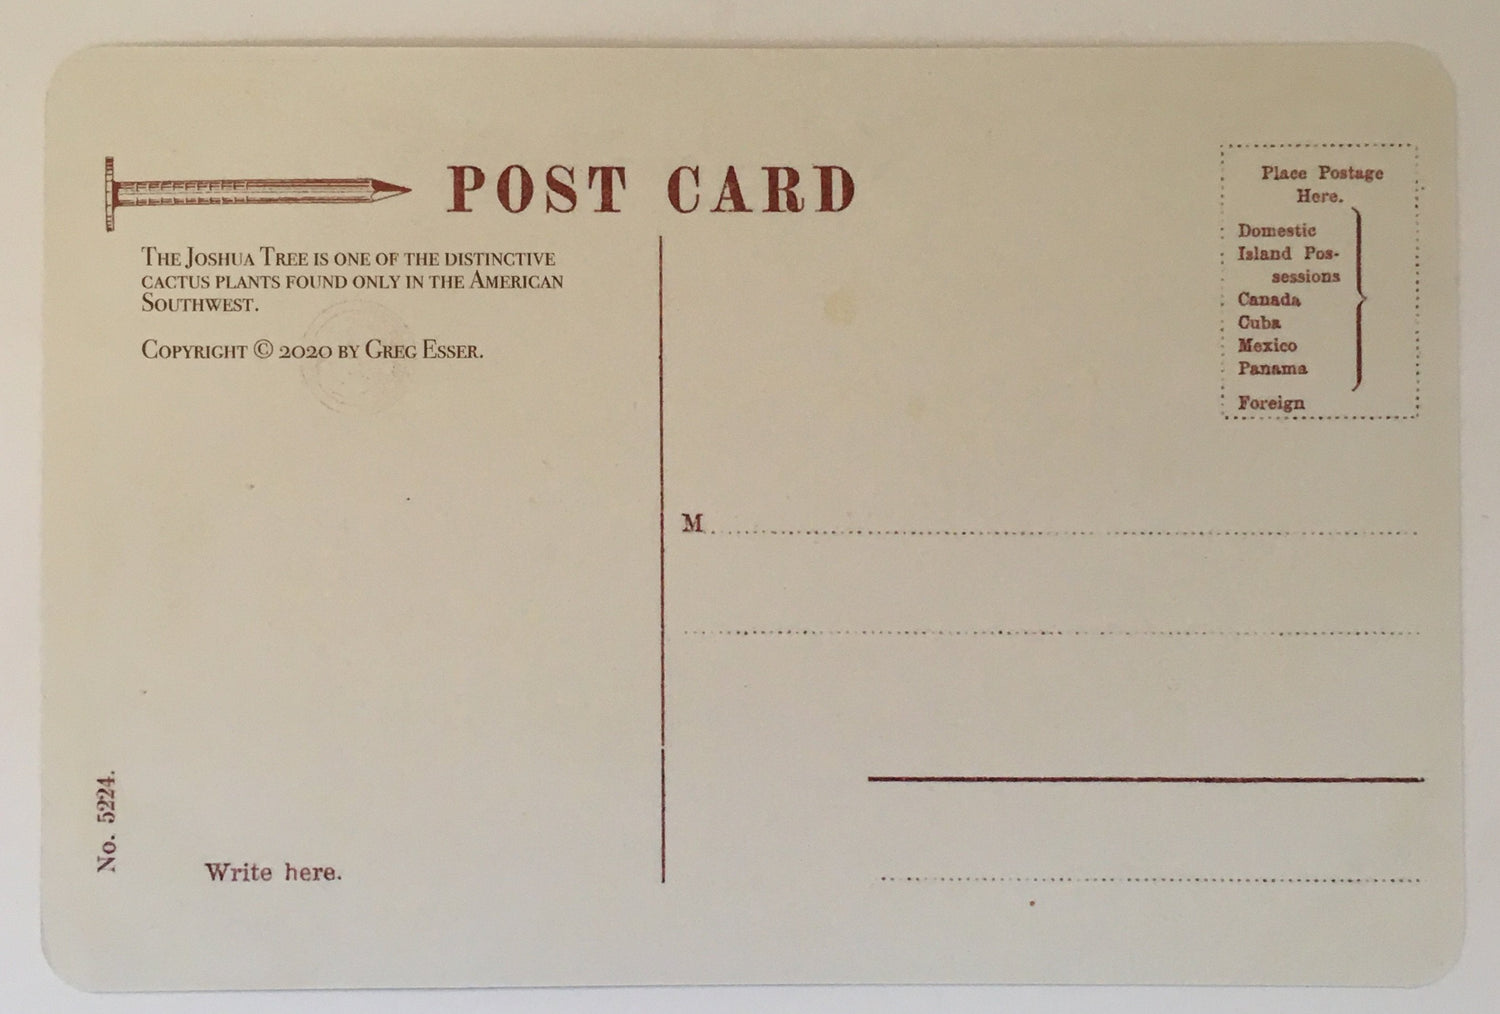 POST CARD
THE JOSHUA TREE IS ONE OF THE DISTINCTIVE
CACTUS PLANTS FOUND ONLY IN THE AMERICAN
SOUTHWEST.
COPYRIGHT © 2020 BY GREG ESSER.
Place Postage
Here.
Domestic
Island Pos-
sessions
Canada
Cuba
Mexico
Panama
Foreign
M
No. 5224.
Write here.